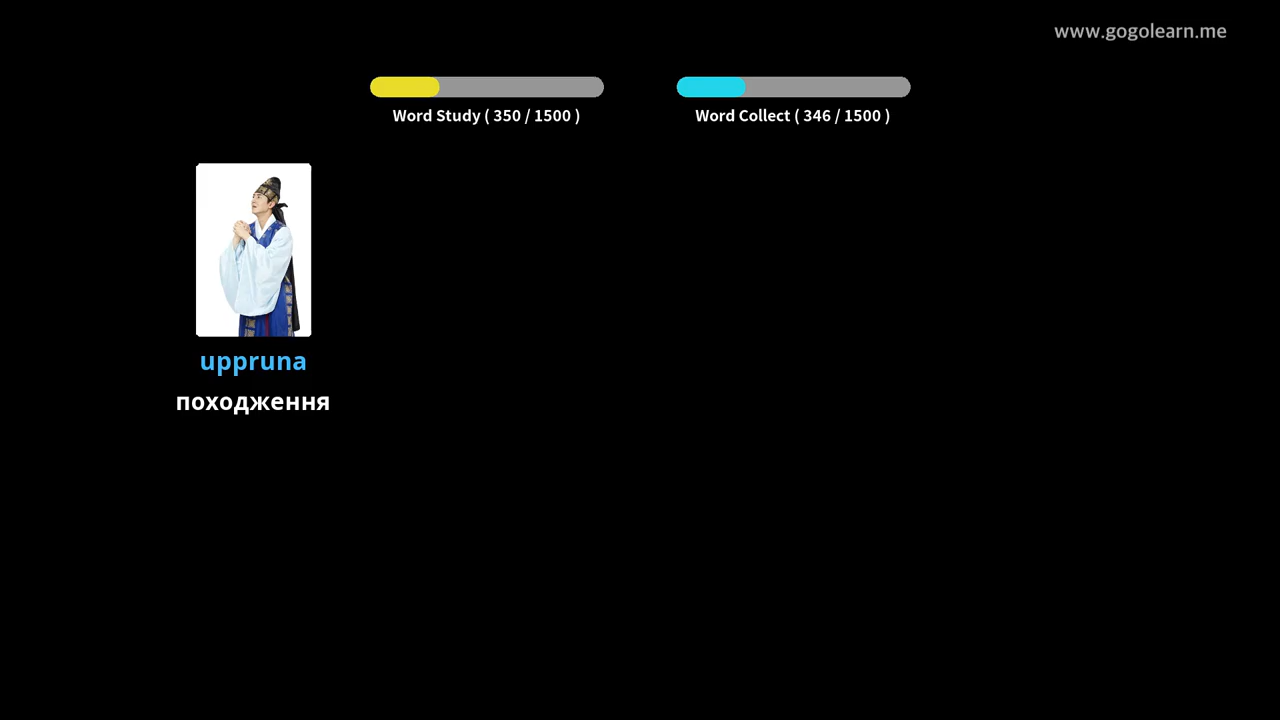 www.gogolearn.me
Word Study ( 350 / 1500 )
Word Collect ( 346 / 1500 )
uppruna
походження